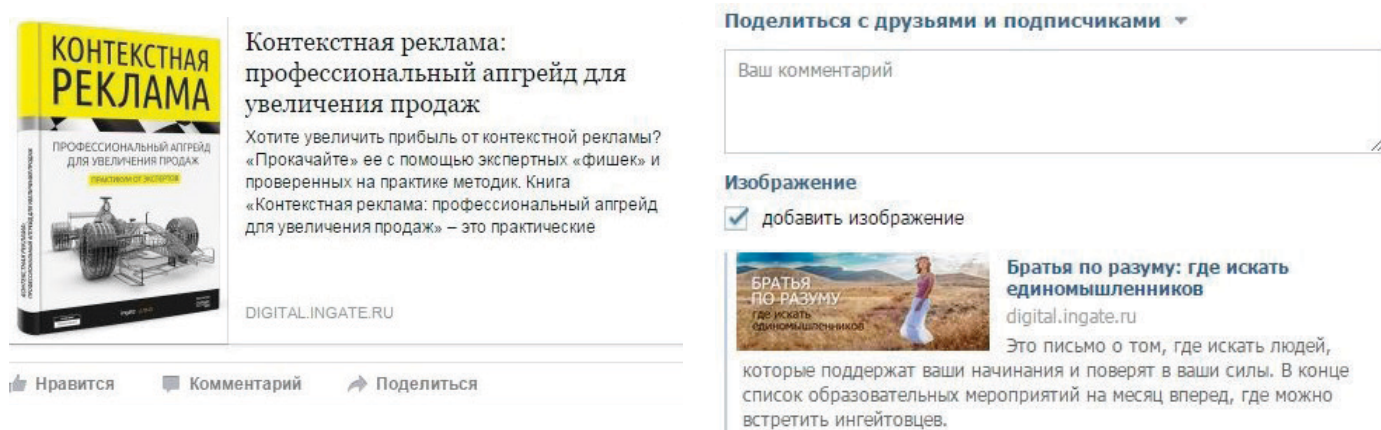 КОНТЕКСТНАЯ
РЕКЛАМА
ПРОФЕССИОНАЛЬНЫЙ АПГРЕЙД
ДЛЯ УВЕЛИЧЕНИЯ ПРОДАЖ
ПРАКТИКУМ ОТ ЭКСПЕРТОВ
Контекстная реклама:
профессиональный апгрейд для
увеличения продаж
Хотите увеличить прибыль от контекстной рекламы?
«Прокачайте» ее с помощью экспертных «фишек» и
проверенных на практике методик. Книга
«Контекстная реклама: профессиональный апгрейд
для увеличения продаж» – это практические
DIGITAL.INGATE.RU
Нравится
Комментарий
Поделиться
Поделиться с друзьями и подписчиками
Ваш комментарий
Изображение
добавить изображение
БРАТЬЯ
ПО РАЗУМУ
где искать
единомышленников
Братья по разуму: где искать
единомышленников
digital.ingate.ru
Это письмо о том, где искать людей,
которые поддержат ваши начинания и поверят в ваши силы. В конце
список образовательных мероприятий на месяц вперед, где можно
встретить ингейтовцев.